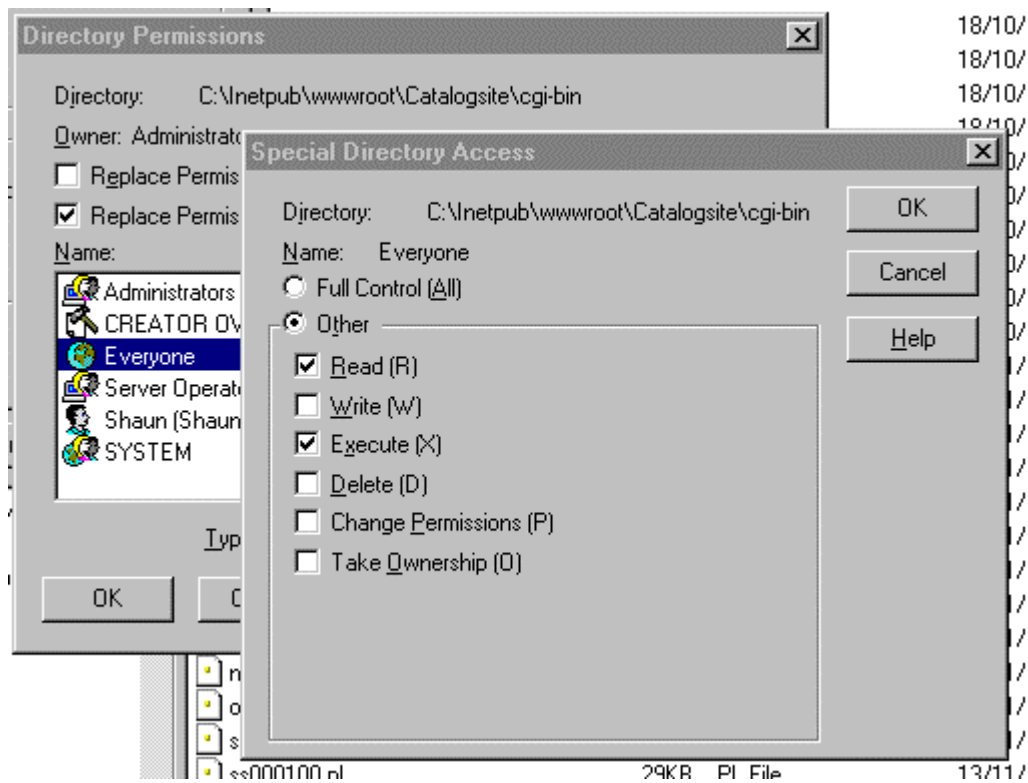 Directory Permissions
Directory: C:\Inetpub\wwwroot\Catalogsite\cgi-bin
Owner: Administrato
Replace Permis
Replace Permis
Name:
Administrators
CREATOR OW
Everyone
Server Operato
Shaun (Shaun
SYSTEM
Typ
OK
C
Special Directory Access
Directory: C:\Inetpub\wwwroot\Catalogsite\cgi-bin
Name: Everyone
Full Control (All)
Other
Read (R)
Write (W)
Execute (X)
Delete (D)
Change Permissions (P)
Take Ownership (O)
OK
Cancel
Help
18/10/
18/10/
18/10/
18/10/
n
o
s
ss000100.pl 29KB PL File 13/11/